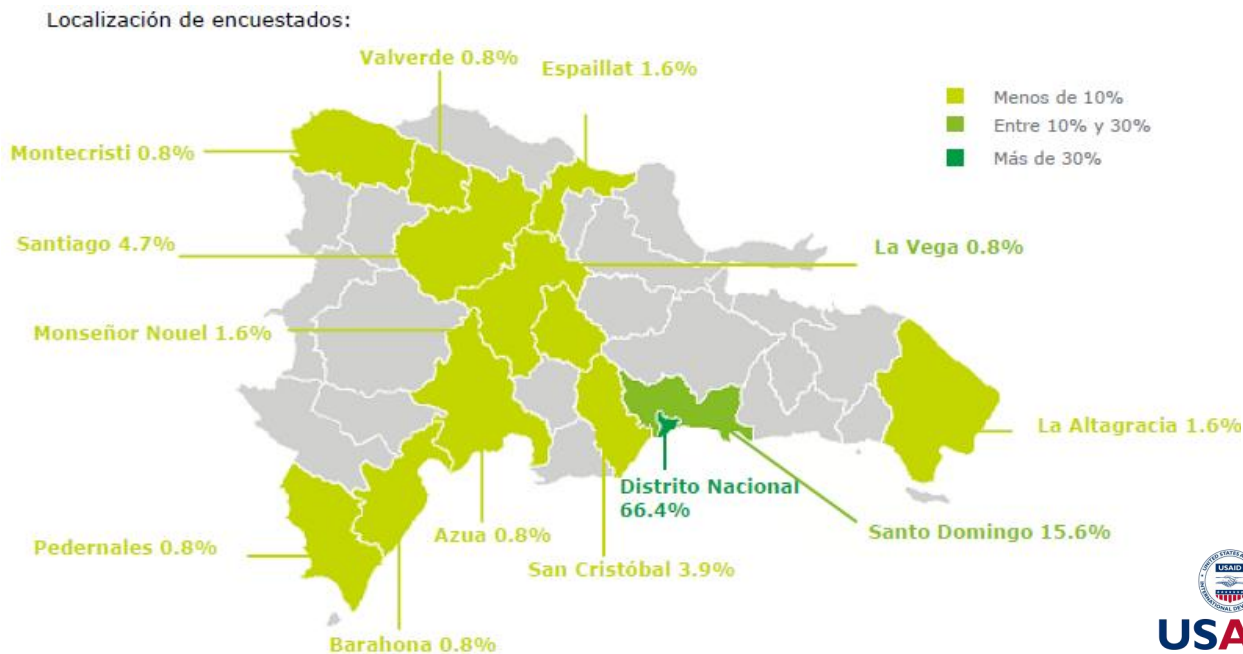 Localización de encuestados:
Valverde 0.8%
Espaillat 1.6%
Menos de 10%
Entre 10% y 30%
Más de 30%
Montecristi 0.8%
Santiago 4.7%
La Vega 0.8%
Monseñor Nouel 1.6%
La Altagracia 1.6%
Distrito Nacional
66.4%
Santo Domingo 15.6%
Azua 0.8%
Pedernales 0.8%
San Cristóbal 3.9%
Barahona 0.8%
USAID